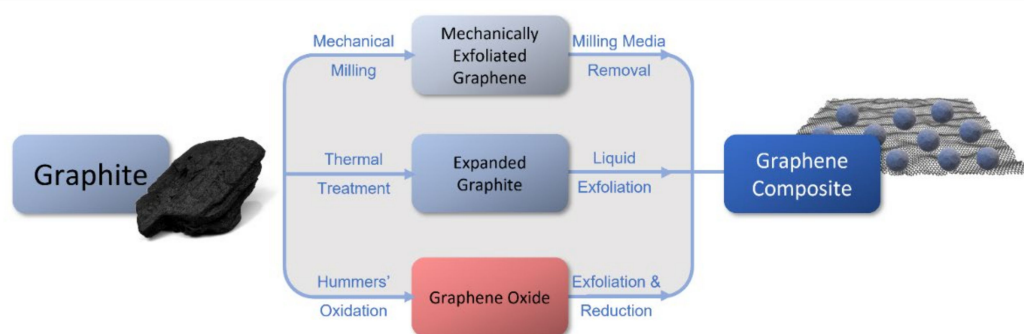 Graphite
Mechanical
Milling
Mechanically
Exfoliated
Graphene
Milling Media
Removal
Thermal
Treatment
Expanded
Graphite
Liquid
Exfoliation
Hummers'
Oxidation
Graphene Oxide
Exfoliation &
Reduction
Graphene
Composite